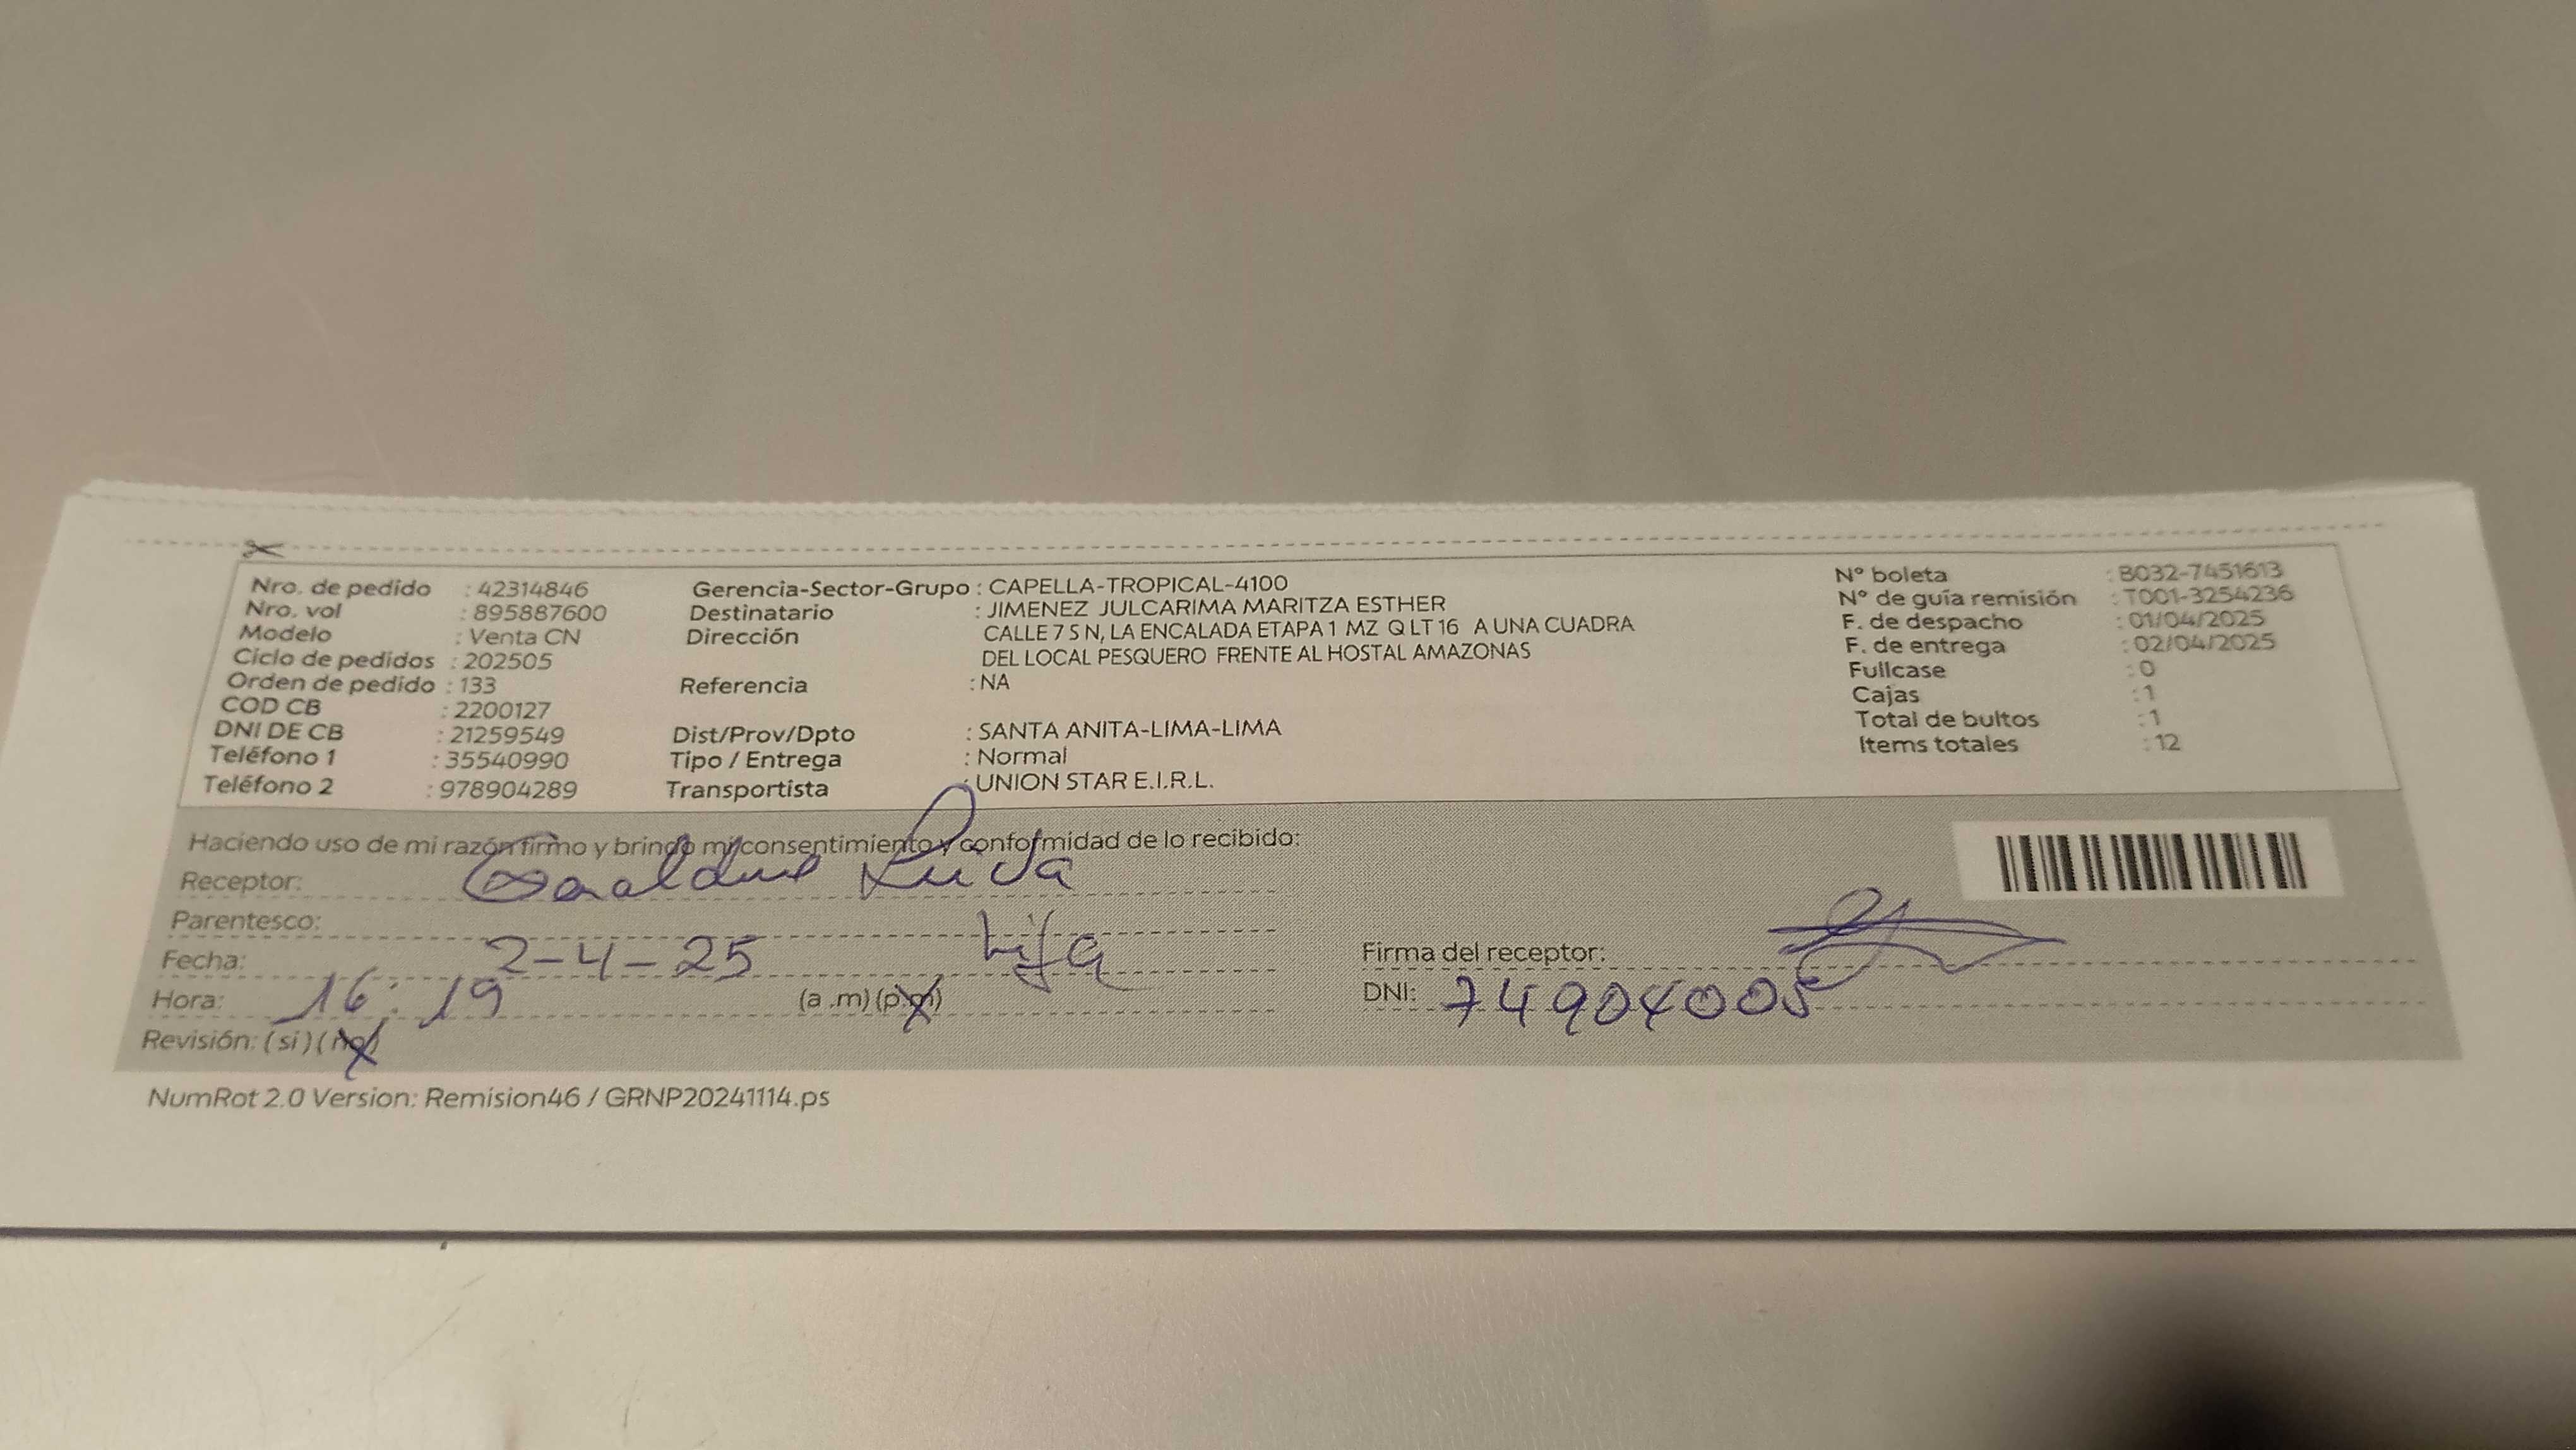 Nro. de pedido : 42314846
Nro. vol : 895887600
Modelo : Venta CN
Ciclo de pedidos : 202505
Orden de pedido : 133
COD CB : 2200127
DNI DE CB : 21259549
Teléfono 1 : 35540990
Teléfono 2 : 978904289
Gerencia-Sector-Grupo : CAPELLA-TROPICAL-4100
Destinatario : JIMENEZ JULCARIMA MARITZA ESTHER
Dirección CALLE 7 S N, LA ENCALADA ETAPA 1 MZ Q LT 16 A UNA CUADRA
DEL LOCAL PESQUERO FRENTE AL HOSTAL AMAZONAS
Referencia : NA
Dist/Prov/Dpto : SANTA ANITA-LIMA-LIMA
Tipo / Entrega : Normal
Transportista : UNION STAR E.I.R.L.
N° boleta : B032-7451613
N° de guía remisión : T001-3254236
F. de despacho : 01/04/2025
F. de entrega : 02/04/2025
Fullcase : 0
Cajas : 1
Total de bultos : 1
Items totales : 12
Haciendo uso de mi razón firmo y brindo mi consentimiento y conformidad de lo recibido:
Receptor:
Parentesco: hija
Fecha: 2-4-25
Hora: 16:19 (a .m) (p.m)
Revisión: (si) (no)
Firma del receptor:
DNI: 74904005
NumRot 2.0 Version: Remision46 / GRNP20241114.ps